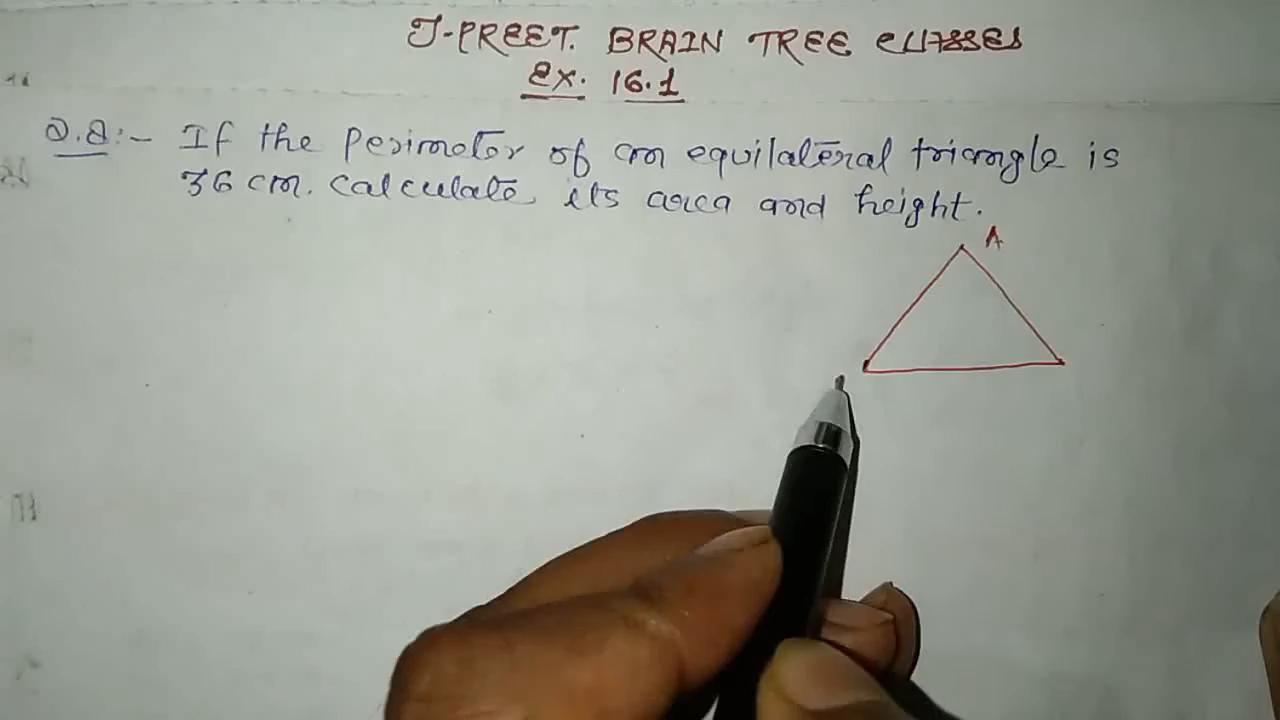 J-PREET. BRAIN TREE CLASSES
Ex. 16.1
Q.8:- If the perimeter of an equilateral triangle is
36 cm. calculate its area and height.
A